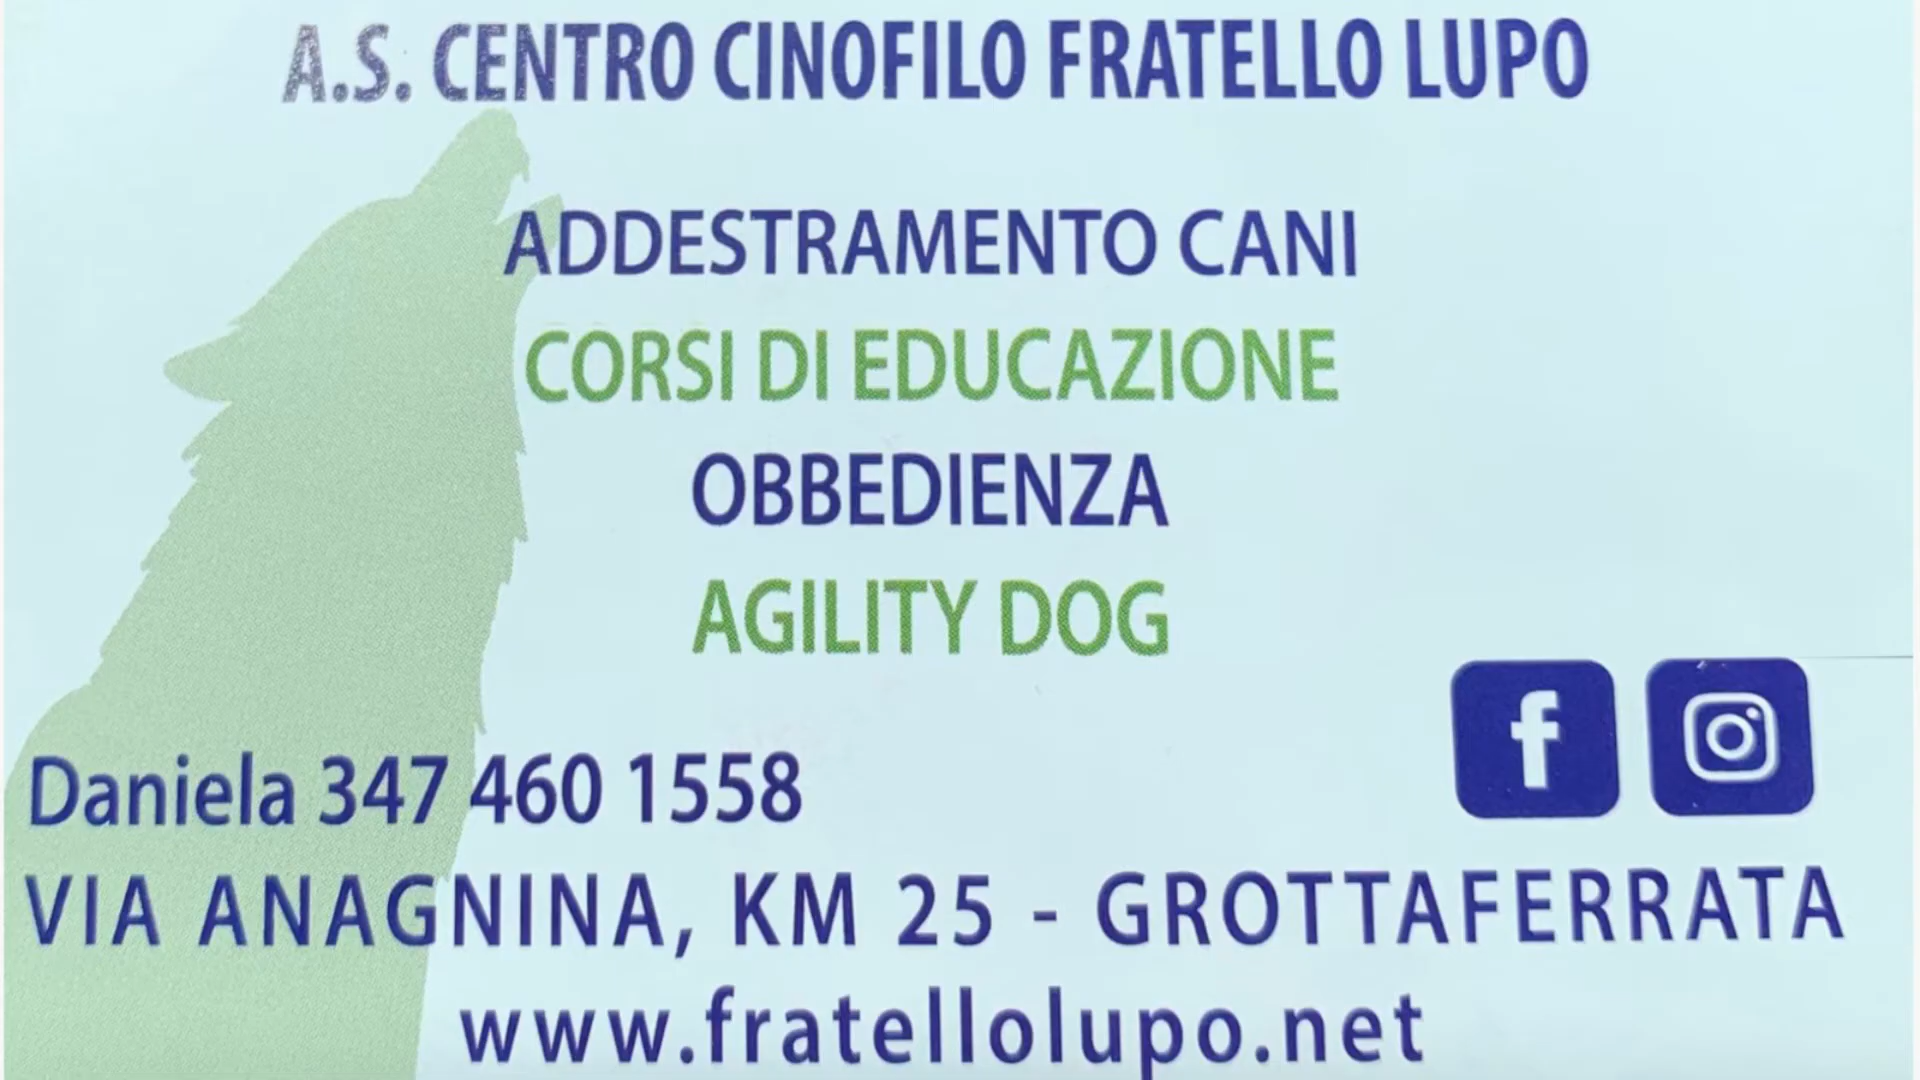 A.S. CENTRO CINOFILO FRATELLO LUPO
ADDESTRAMENTO CANI
CORSI DI EDUCAZIONE
OBBEDIENZA
AGILITY DOG
Daniela 347 460 1558
VIA ANAGNINA, KM 25 - GROTTAFERRATA
www.fratellolupo.net